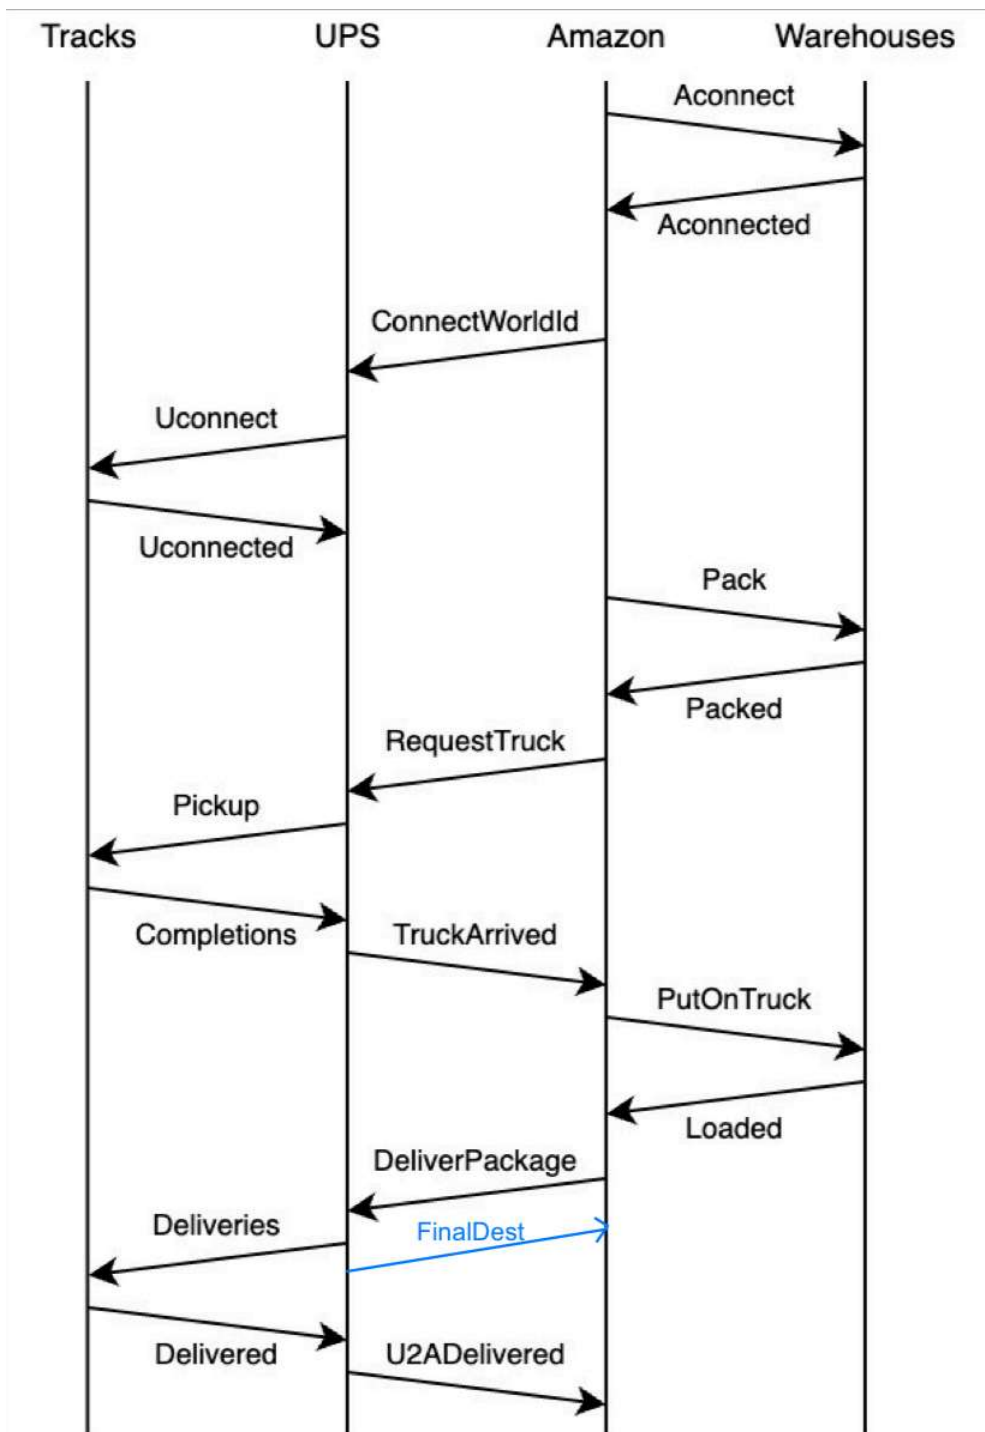 Tracks UPS Amazon Warehouses
Aconnect
Aconnected
ConnectWorldId
Uconnect
Uconnected
Pack
Packed
RequestTruck
Pickup
Completions
TruckArrived
PutOnTruck
Loaded
DeliverPackage
Deliveries
FinalDest
Delivered
U2ADelivered